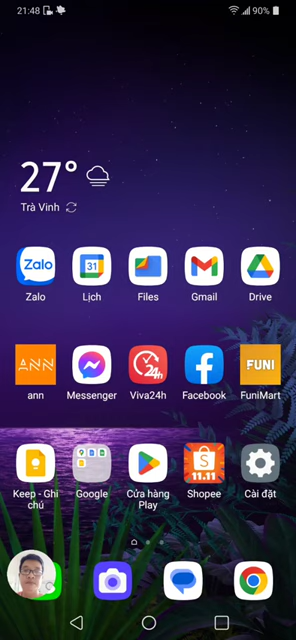 21:48
90%
27°
Trà Vinh
Zalo
31
Zalo
Lịch
Files
Gmail
Drive
ANN
24h
FUNI
ann
Messenger
Viva24h
Facebook
FuniMart
11.11
Keep - Ghi chú
Google
Cửa hàng Play
Shopee
Cài đặt